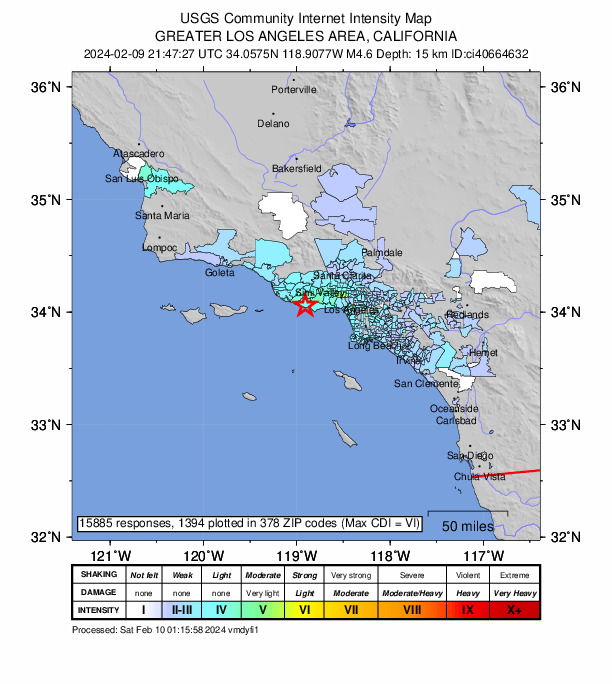 USGS Community Internet Intensity Map
GREATER LOS ANGELES AREA, CALIFORNIA
2024-02-09 21:47:27 UTC 34.0575N 118.9077W M4.6 Depth: 15 km ID:ci40664632
36°N
Porterville
Delano
Atascadero
Bakersfield
San Luis Obispo
35°N
Santa Maria
Lompoc
Palmdale
Goleta
Santa Clarita
Simi Valley
34°N
Los Angeles
Redlands
Long Beach
Irvine
Hemet
San Clemente
Oceanside
Carlsbad
33°N
San Diego
Chula Vista
15885 responses, 1394 plotted in 378 ZIP codes (Max CDI = VI)
50 miles
32°N
121°W 120°W 119°W 118°W 117°W
SHAKING Not felt Weak Light Moderate Strong Very strong Severe Violent Extreme
DAMAGE none none none Very light Light Moderate Moderate/Heavy Heavy Very Heavy
INTENSITY I II-III IV V VI VII VIII IX X+
Processed: Sat Feb 10 01:15:58 2024 vmdyfi1